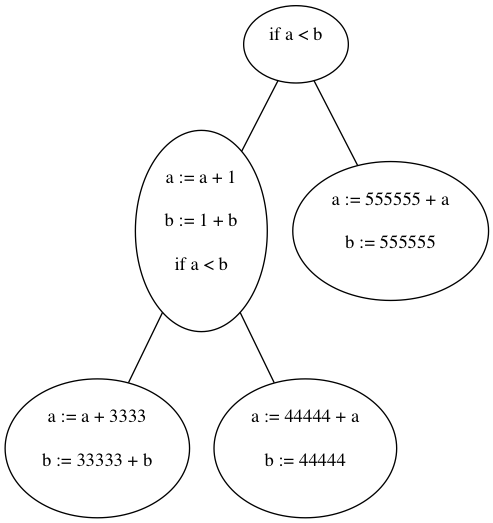 if a < b
a := a + 1
b := 1 + b
if a < b
a := 555555 + a
b := 555555
a := a + 3333
b := 33333 + b
a := 44444 + a
b := 44444